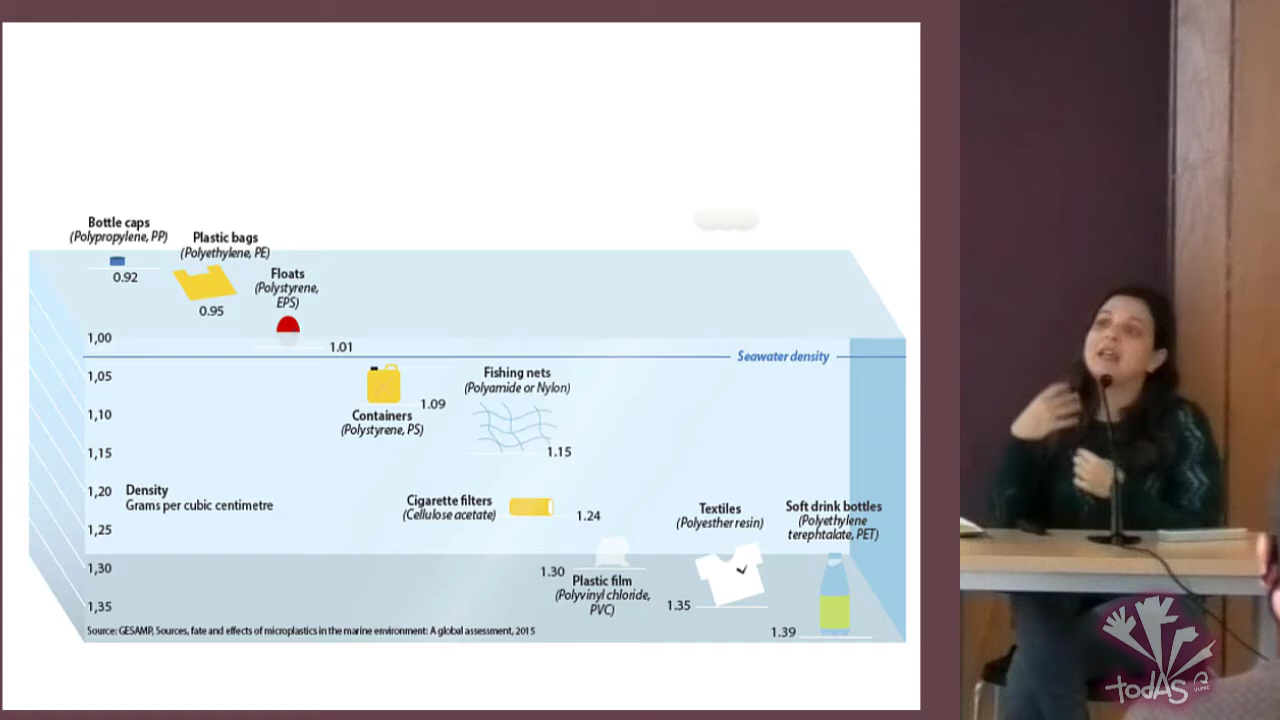 Bottle caps
(Polypropylene, PP)
Plastic bags
(Polyethylene, PE)
0.92
Floats
(Polystyrene,
EPS)
0.95
1,00
1.01
Seawater density
1,05
Fishing nets
(Polyamide or Nylon)
1.09
1,10
Containers
(Polystyrene, PS)
1,15
1.15
1,20
Density
Grams per cubic centimetre
Cigarette filters
(Cellulose acetate)
1.24
Textiles
(Polyesther resin)
Soft drink bottles
(Polyethylene
terephtalate, PET)
1,25
1,30
1.30
Plastic film
(Polyvinyl chloride,
PVC)
1.35
1,35
1.39
Source: GESAMP, Sources, fate and effects of microplastics in the marine environment: A global assessment, 2015
todAS